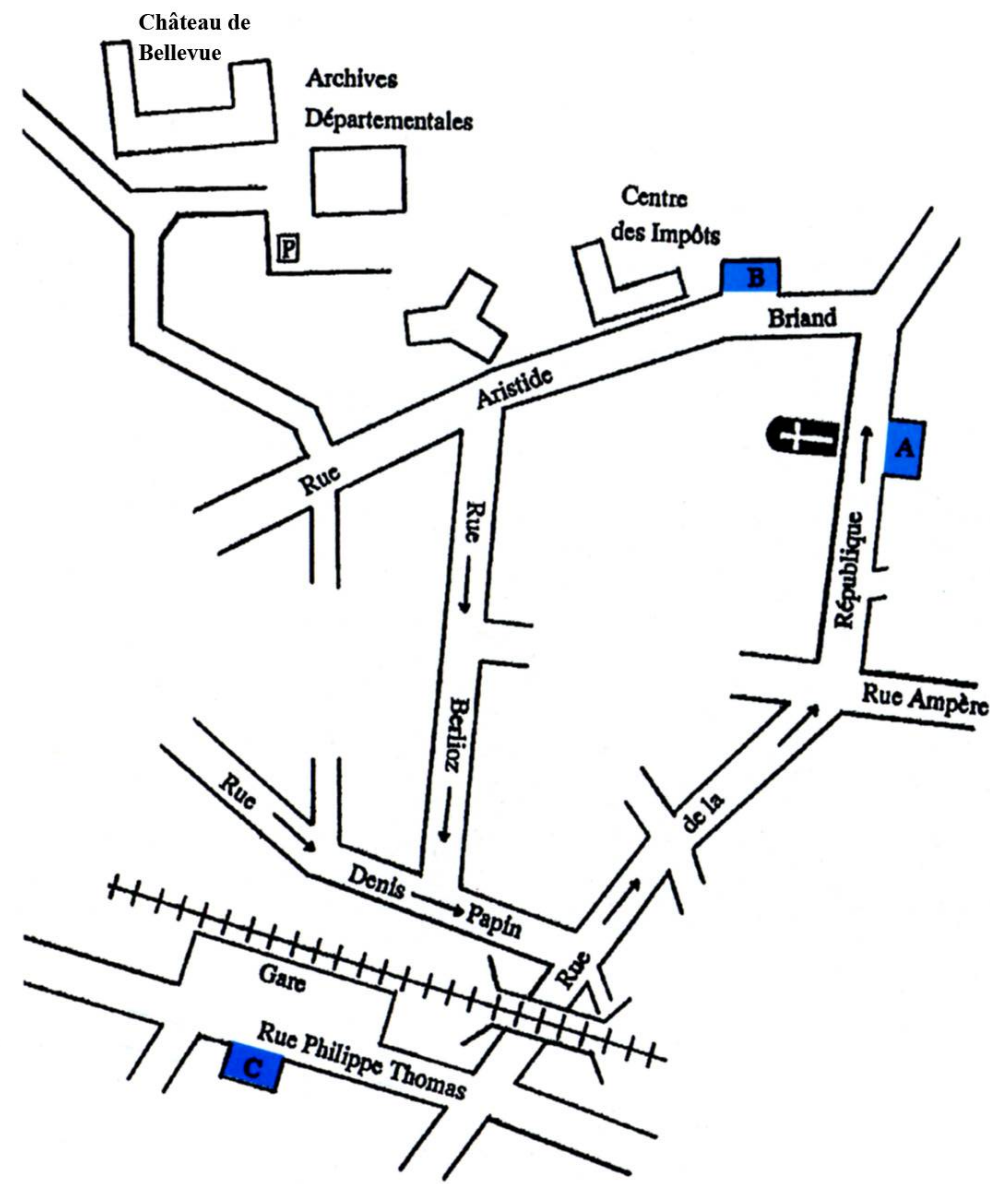 Château de
Bellevue
Archives
Départementales
Centre
des Impôts
P
B
Briand
Aristide
Rue
A
Rue
République
Berlioz
Rue Ampère
Rue
de la
Denis
Papin
Rue
Gare
Rue Philippe Thomas
C